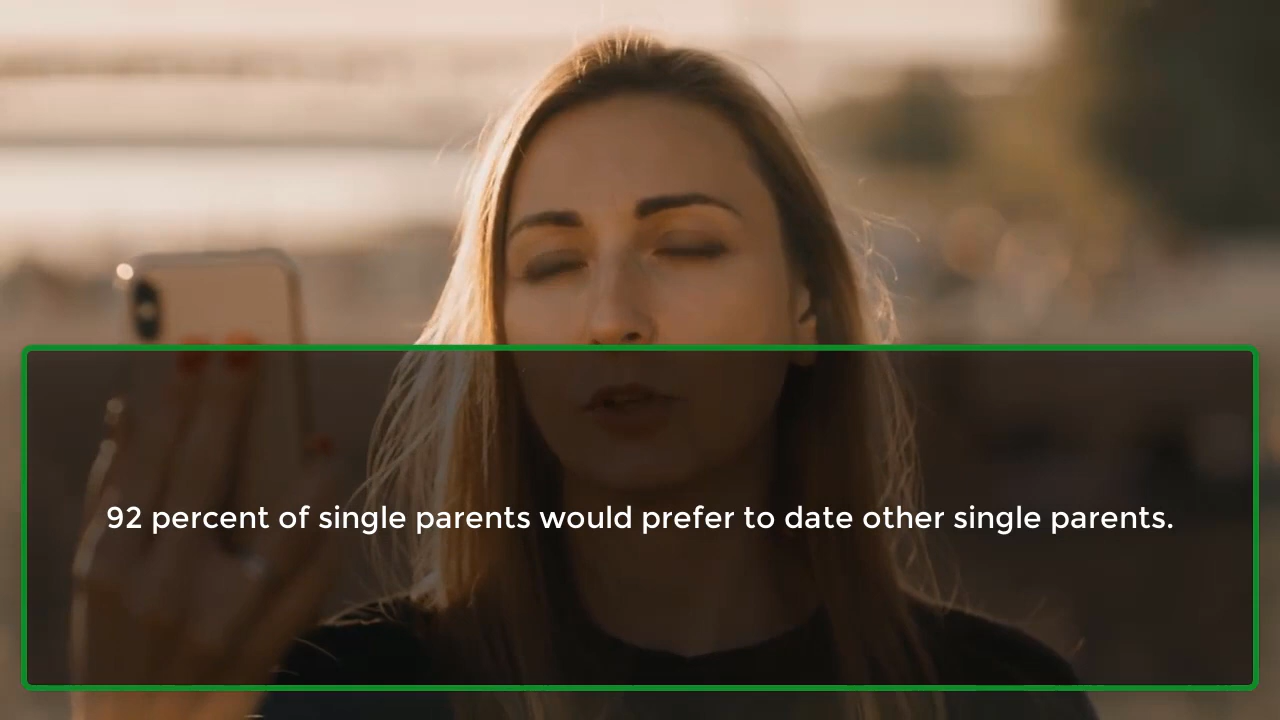 92 percent of single parents would prefer to date other single parents.